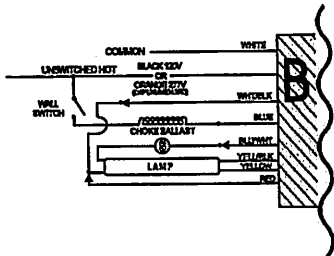 COMMON
WHITE
UNSWITCHED HOT
BLACK 120V
OR
ORANGE 277V
B
WHT/BLK
WALL
SWITCH
BLUE
CHOKE BALLAST
BLU/WHT
YEL/BLK
LAMP
YELLOW
RED